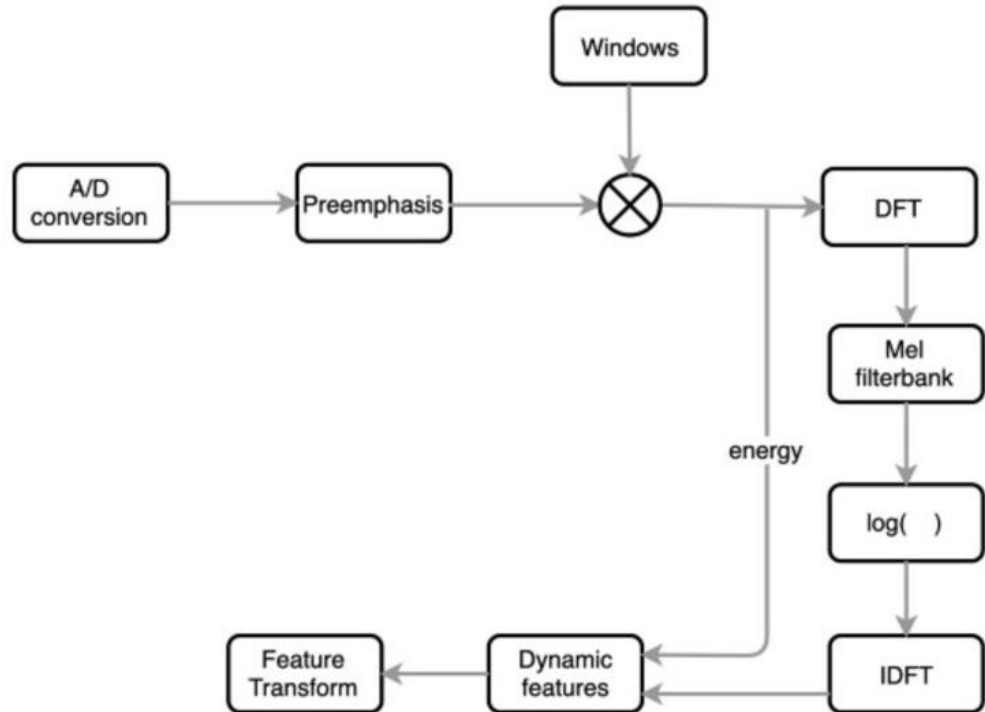 Windows
A/D
conversion
Preemphasis
DFT
Mel
filterbank
energy
log( )
Feature
Transform
Dynamic
features
IDFT